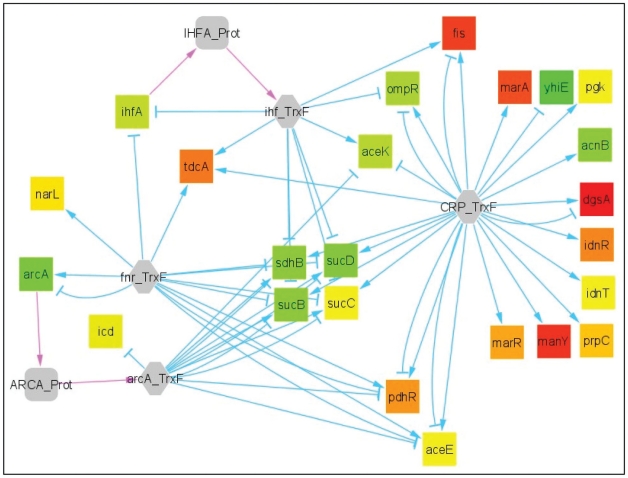 IHFA_Prot
fis
marA
yhiE
pgk
ompR
ihfA
ihf_TrxF
acnB
aceK
tdcA
narL
dgsA
CRP_TrxF
idnR
sdhB
sucD
arcA
fnr_TrxF
idnT
sucB
sucC
icd
marR
manY
prpC
ARCA_Prot
arcA_TrxF
pdhR
aceE